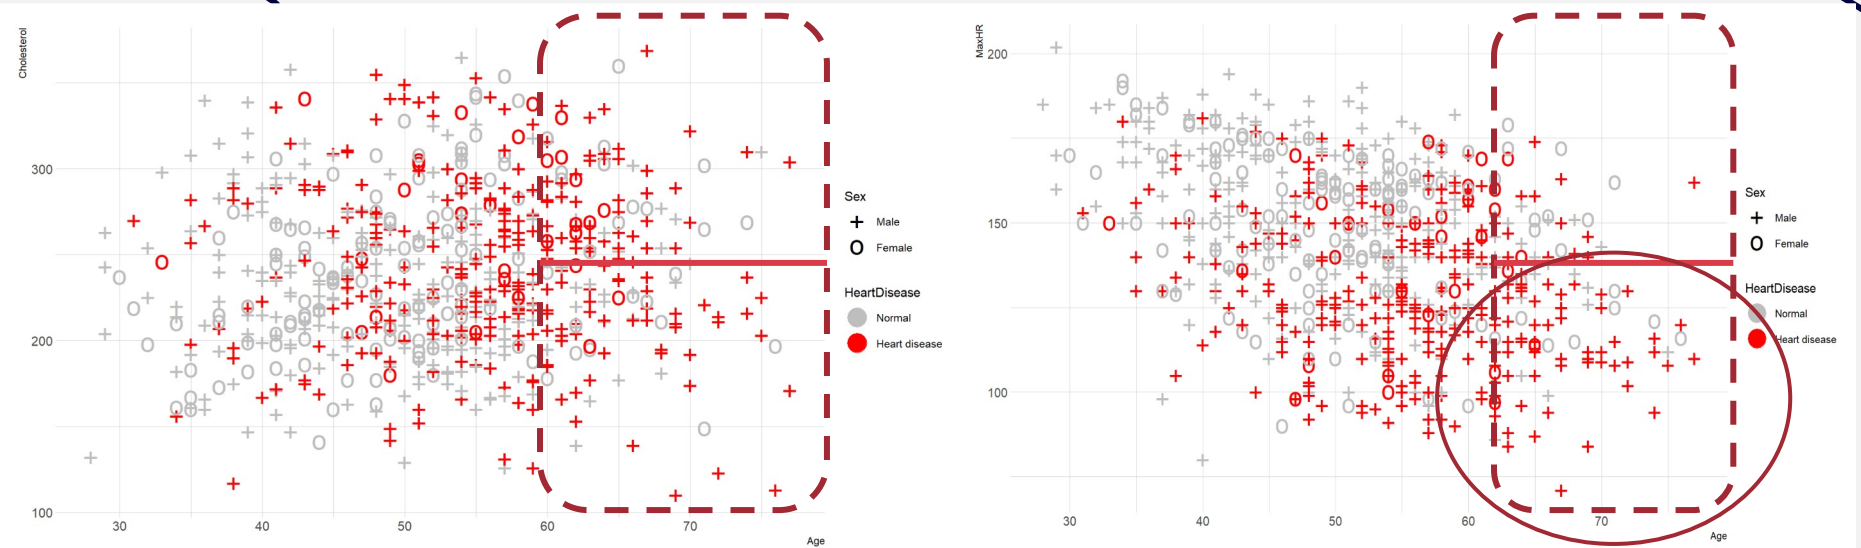 Cholesterol
300
200
100
30 40 50 60 70
Age
Sex
Male
Female
HeartDisease
Normal
Heart disease
MaxHR
200
150
100
30 40 50 60 70
Age
Sex
Male
Female
HeartDisease
Normal
Heart disease